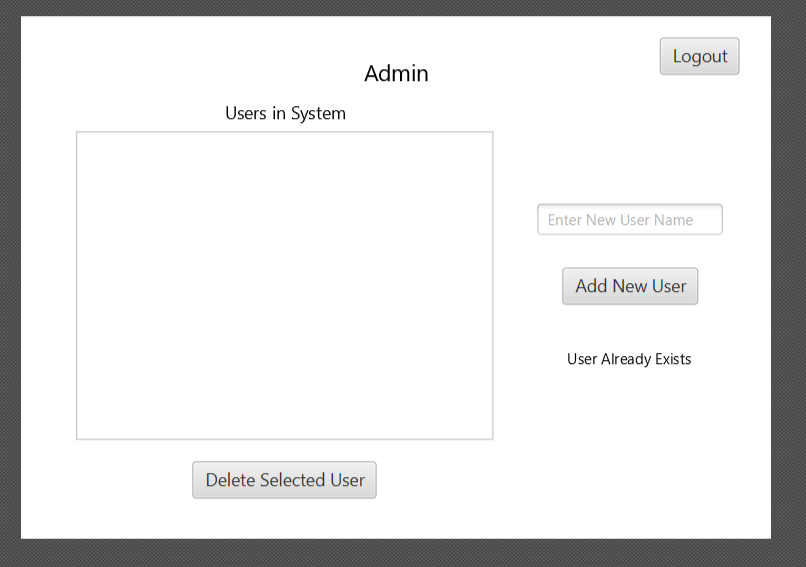 Logout
Admin
Users in System
Enter New User Name
Add New User
User Already Exists
Delete Selected User